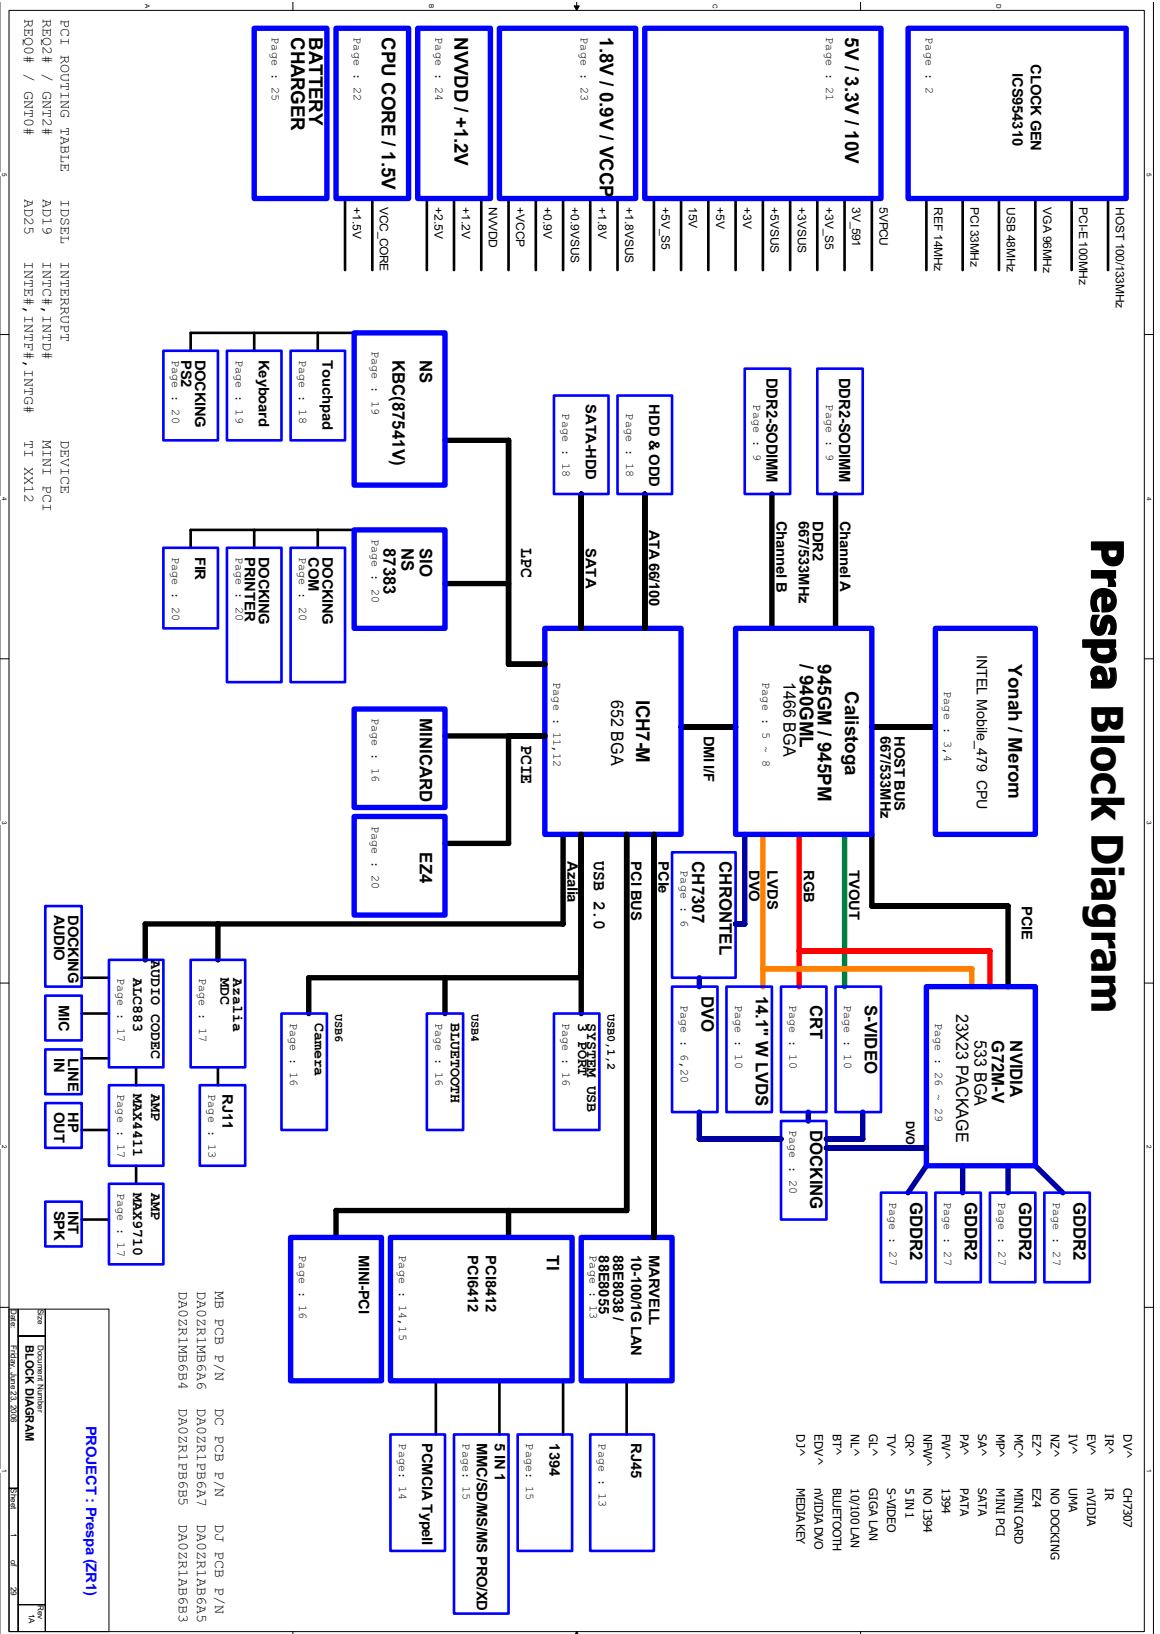 Prespa Block Diagram
CLOCK GEN
ICS954310
Page : 2
HOST 100/133MHz
PCI-E 100MHz
VGA 96MHz
USB 48MHz
PCI 33MHz
REF 14MHz
5V / 3.3V / 10V
Page : 21
5VPCU
3V_591
+3V_S5
+3VSUS
+5VSUS
+3V
+5V
15V
+5V_S5
1.8V / 0.9V / VCCP
Page : 23
+1.8VSUS
+1.8V
+0.9VSUS
+0.9V
+VCCP
NVVDD / +1.2V
Page : 24
NVVDD
+1.2V
+2.5V
CPU CORE / 1.5V
Page : 22
VCC_CORE
+1.5V
BATTERY
CHARGER
Page : 25
Yonah / Merom
INTEL Mobile_479 CPU
Page : 3,4
HOST BUS
667/533MHz
Calistoga
945GM / 945PM
/ 940GML
1466 BGA
Page : 5 ~ 8
DDR2-SODIMM
Page : 9
DDR2-SODIMM
Page : 9
Channel A
DDR2
667/533MHz
Channel B
DMI I/F
PCIE
NVIDIA
G72M-V
533 BGA
23X23 PACKAGE
Page : 26 ~ 29
GDDR2
Page : 27
GDDR2
Page : 27
GDDR2
Page : 27
GDDR2
Page : 27
DVO
TVOUT
RGB
LVDS
DVO
S-VIDEO
Page : 10
CRT
Page : 10
14.1" W LVDS
Page : 10
CHRONTEL
CH7307
Page : 6
DVO
Page : 6,20
DOCKING
Page : 20
HDD & ODD
Page : 18
SATA-HDD
Page : 18
ATA 66/100
SATA
ICH7-M
652 BGA
Page : 11,12
PCIe
PCI BUS
USB 2.0
Azalia
LPC
PCIE
NS
KBC(87541V)
Page : 19
Touchpad
Page : 18
Keyboard
Page : 19
DOCKING
PS2
Page : 20
SIO
NS
87383
Page : 20
DOCKING
COM
Page : 20
DOCKING
PRINTER
Page : 20
FIR
Page : 20
MINICARD
Page : 16
EZ4
Page : 20
MARVELL
10-100/1G LAN
88E8038 /
88E8055
Page : 13
RJ45
Page : 13
TI
PCI8412
PCI6412
Page : 14,15
1394
Page: 15
5 IN 1
MMC/SD/MS/MS PRO/XD
Page: 15
PCMCIA TypeII
Page: 14
MINI-PCI
Page : 16
USB0,1,2
SYSTEM USB
3 PORT
Page : 16
USB4
BLUETOOTH
Page : 16
USB6
Camera
Page : 16
Azalia
MDC
Page : 17
RJ11
Page : 13
AUDIO CODEC
ALC883
Page : 17
AMP
MAX4411
Page : 17
AMP
MAX9710
Page : 17
DOCKING
AUDIO
MIC
LINE
IN
HP
OUT
INT
SPK
DV^ CH7307
IR^ IR
EV^ nVIDIA
IV^ UMA
NZ^ NO DOCKING
EZ^ EZ4
MC^ MINI CARD
MP^ MINI PCI
SA^ SATA
PA^ PATA
FW^ 1394
NFW^ NO 1394
CR^ 5 IN 1
TV^ S-VIDEO
GL^ GIGA LAN
NL^ 10/100 LAN
BT^ BLUETOOTH
EDV^ nVIDIA DVO
DJ^ MEDIA KEY
PCI ROUTING TABLE IDSEL INTERRUPT DEVICE
REQ2# / GNT2# AD19 INTC#,INTD# MINI PCI
REQ0# / GNT0# AD25 INTE#,INTF#,INTG# TI XX12
MB PCB P/N DC PCB P/N DJ PCB P/N
DA0ZR1MB6A6 DA0ZR1PB6A7 DA0ZR1AB6A5
DA0ZR1MB6B4 DA0ZR1PB6B5 DA0ZR1AB6B3
PROJECT : Prespa (ZR1)
Size Document Number Rev
BLOCK DIAGRAM 1A
Date: Friday, June 23, 2006 Sheet 1 of 29